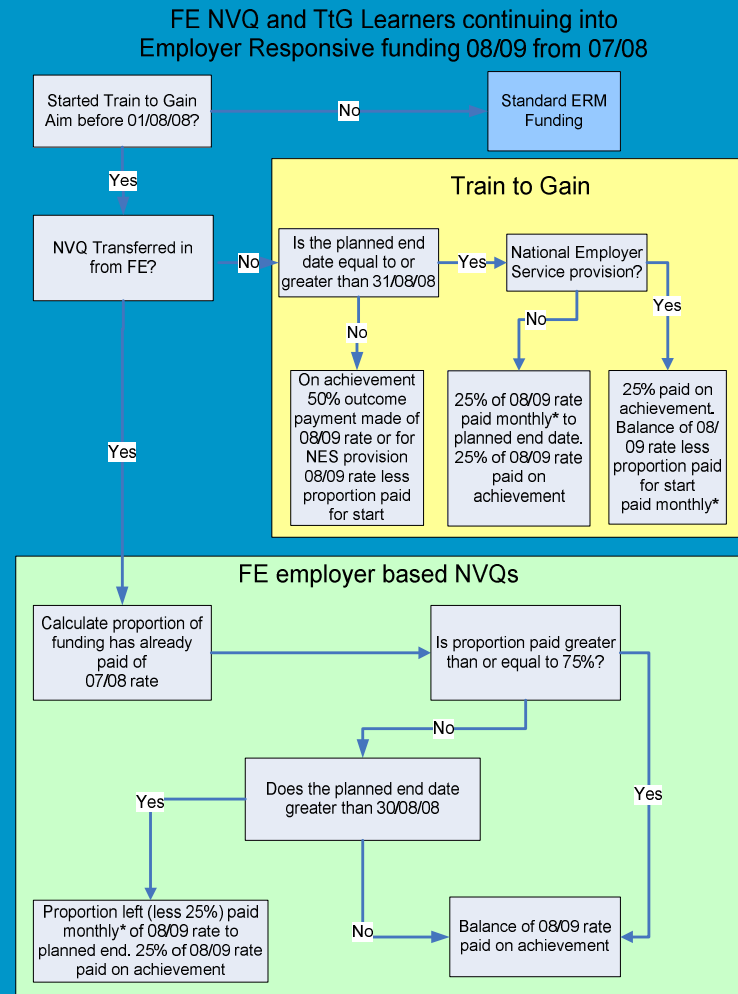 FE NVQ and TtG Learners continuing into
Employer Responsive funding 08/09 from 07/08
Started Train to Gain
Aim before 01/08/08?
No
Standard ERM
Funding
Yes
Train to Gain
NVQ Transferred in
from FE?
No
Is the planned end
date equal to or
greater than 31/08/08
Yes
National Employer
Service provision?
No
Yes
No
On achievement
50% outcome
payment made of
08/09 rate or for
NES provision
08/09 rate less
proportion paid
for start
25% of 08/09 rate
paid monthly* to
planned end date.
25% of 08/09 rate
paid on
achievement
25% paid on
achievement.
Balance of 08/
09 rate less
proportion paid
for start
paid monthly*
Yes
FE employer based NVQs
Calculate proportion of
funding has already
paid of
07/08 rate
Is proportion paid greater
than or equal to 75%?
No
Does the planned end date
greater than 30/08/08
Yes
Yes
Proportion left (less 25%) paid
monthly* of 08/09 rate to
planned end. 25% of 08/09 rate
paid on achievement
No
Balance of 08/09 rate
paid on achievement